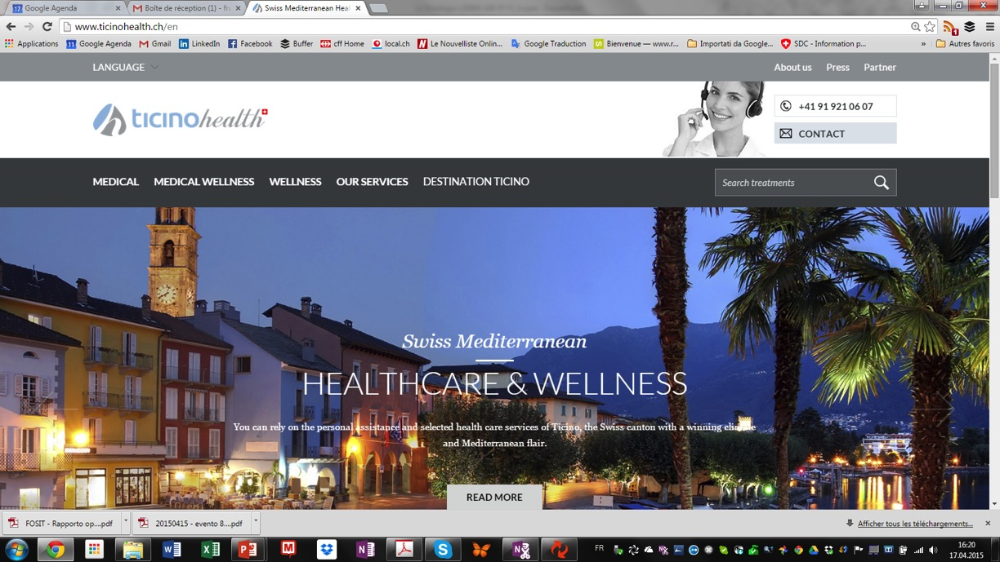 17 Google Agenda
Boîte de réception (1) - fra
Swiss Mediterranean Heal
www.ticinohealth.ch/en
1
Applications
17 Google Agenda
Gmail
LinkedIn
Facebook
Buffer
cff Home
local.ch
Le Nouvelliste Onlin...
Google Traduction
Bienvenue — www.r...
Importati da Google...
SDC - Information p...
»
Autres favoris
LANGUAGE
About us
Press
Partner
ticinohealth
+41 91 921 06 07
CONTACT
MEDICAL
MEDICAL WELLNESS
WELLNESS
OUR SERVICES
DESTINATION TICINO
Search treatments
Swiss Mediterranean
HEALTHCARE & WELLNESS
You can rely on the personal assistance and selected health care services of Ticino, the Swiss canton with a winning climate
and Mediterranean flair.
READ MORE
FOSIT - Rapporto op....pdf
20150415 - evento 8....pdf
Afficher tous les téléchargements...
FR
16:20
17.04.2015